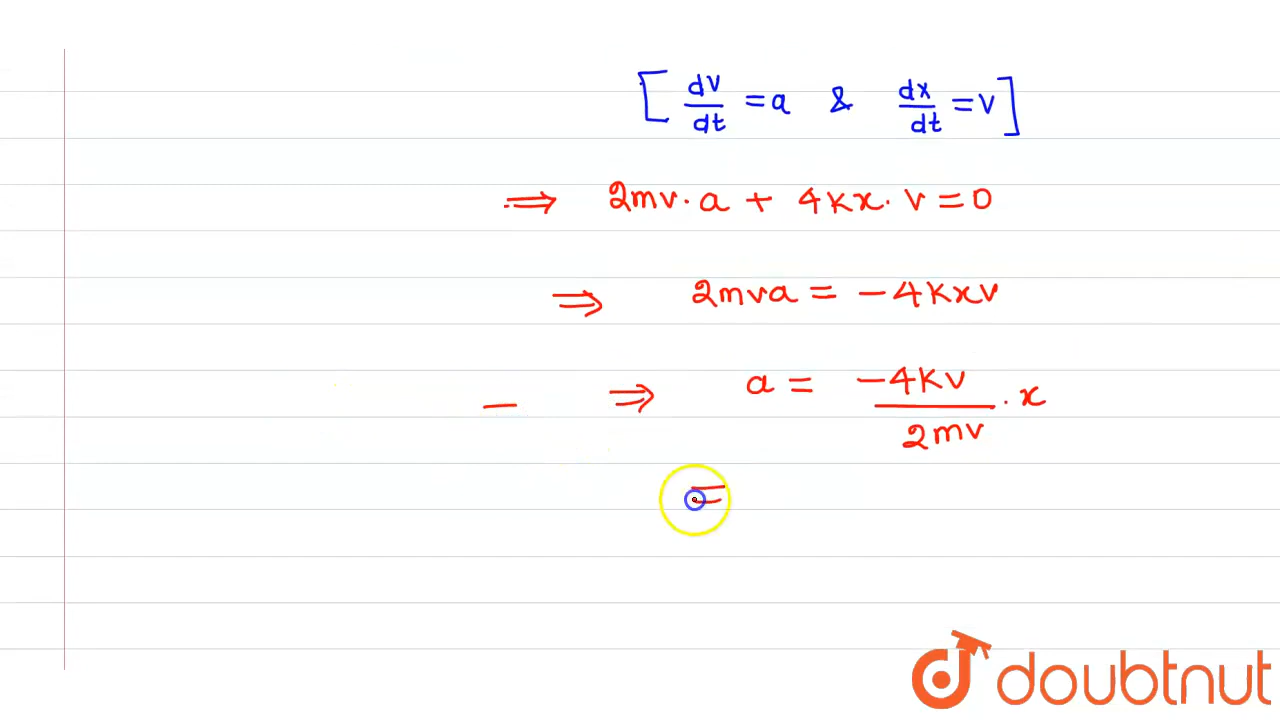 [ dv/dt = a & dx/dt = v ]
⇒ 2mv · a + 4kx · v = 0
⇒ 2mva = - 4kxv
— ⇒ a = - 4kv / 2mv · x
=
doubtnut